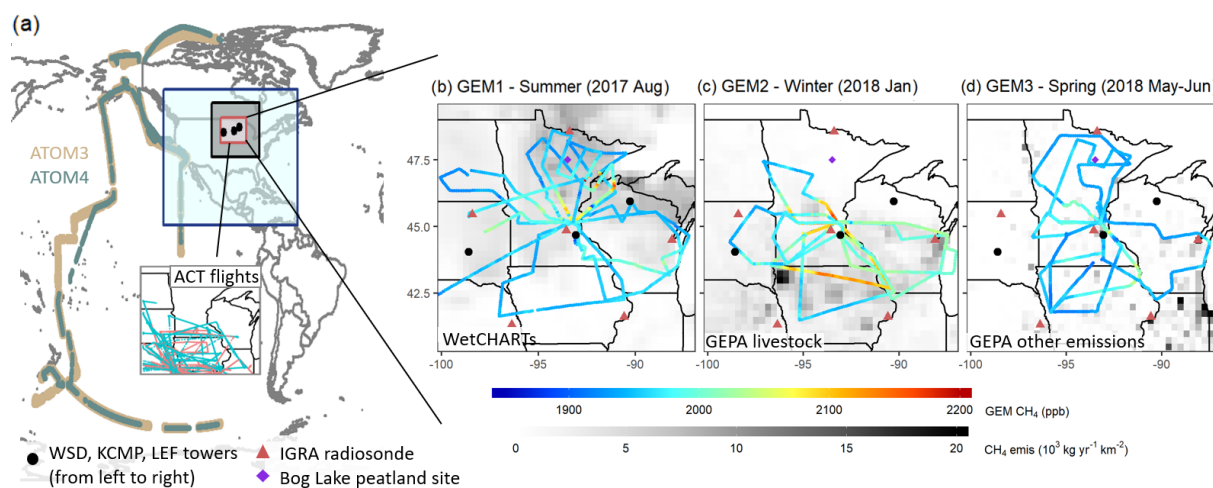 (a)
ATOM3
ATOM4
ACT flights
WSD, KCMP, LEF towers
(from left to right)
IGRA radiosonde
Bog Lake peatland site
(b) GEM1 - Summer (2017 Aug)
(c) GEM2 - Winter (2018 Jan)
(d) GEM3 - Spring (2018 May-Jun)
47.5
45.0
42.5
WetCHARTs
GEPA livestock
GEPA other emissions
-100 -95 -90
-100 -95 -90
-100 -95 -90
1900 2000 2100 2200
GEM CH₄ (ppb)
0 5 10 15 20
CH₄ emis (10³ kg yr⁻¹ km⁻²)